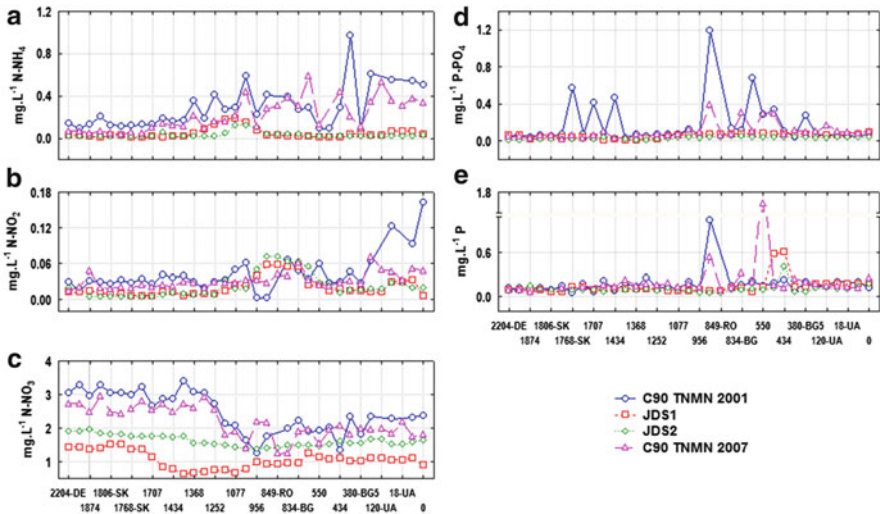 a
mg.L⁻¹ N-NH₄
1.2
0.8
0.4
0.0
b
mg.L⁻¹ N-NO₂
0.18
0.12
0.06
0.00
c
mg.L⁻¹ N-NO₃
4
3
2
1
2204-DE 1806-SK 1707 1368 1077 849-RO 550 380-BG5 18-UA
1874 1768-SK 1434 1252 956 834-BG 434 120-UA 0
d
mg.L⁻¹ P-PO₄
1.2
0.8
0.4
0.0
e
mg.L⁻¹ P
1.8
0.6
0.0
2204-DE 1806-SK 1707 1368 1077 849-RO 550 380-BG5 18-UA
1874 1768-SK 1434 1252 956 834-BG 434 120-UA 0
C90 TNMN 2001
JDS1
JDS2
C90 TNMN 2007